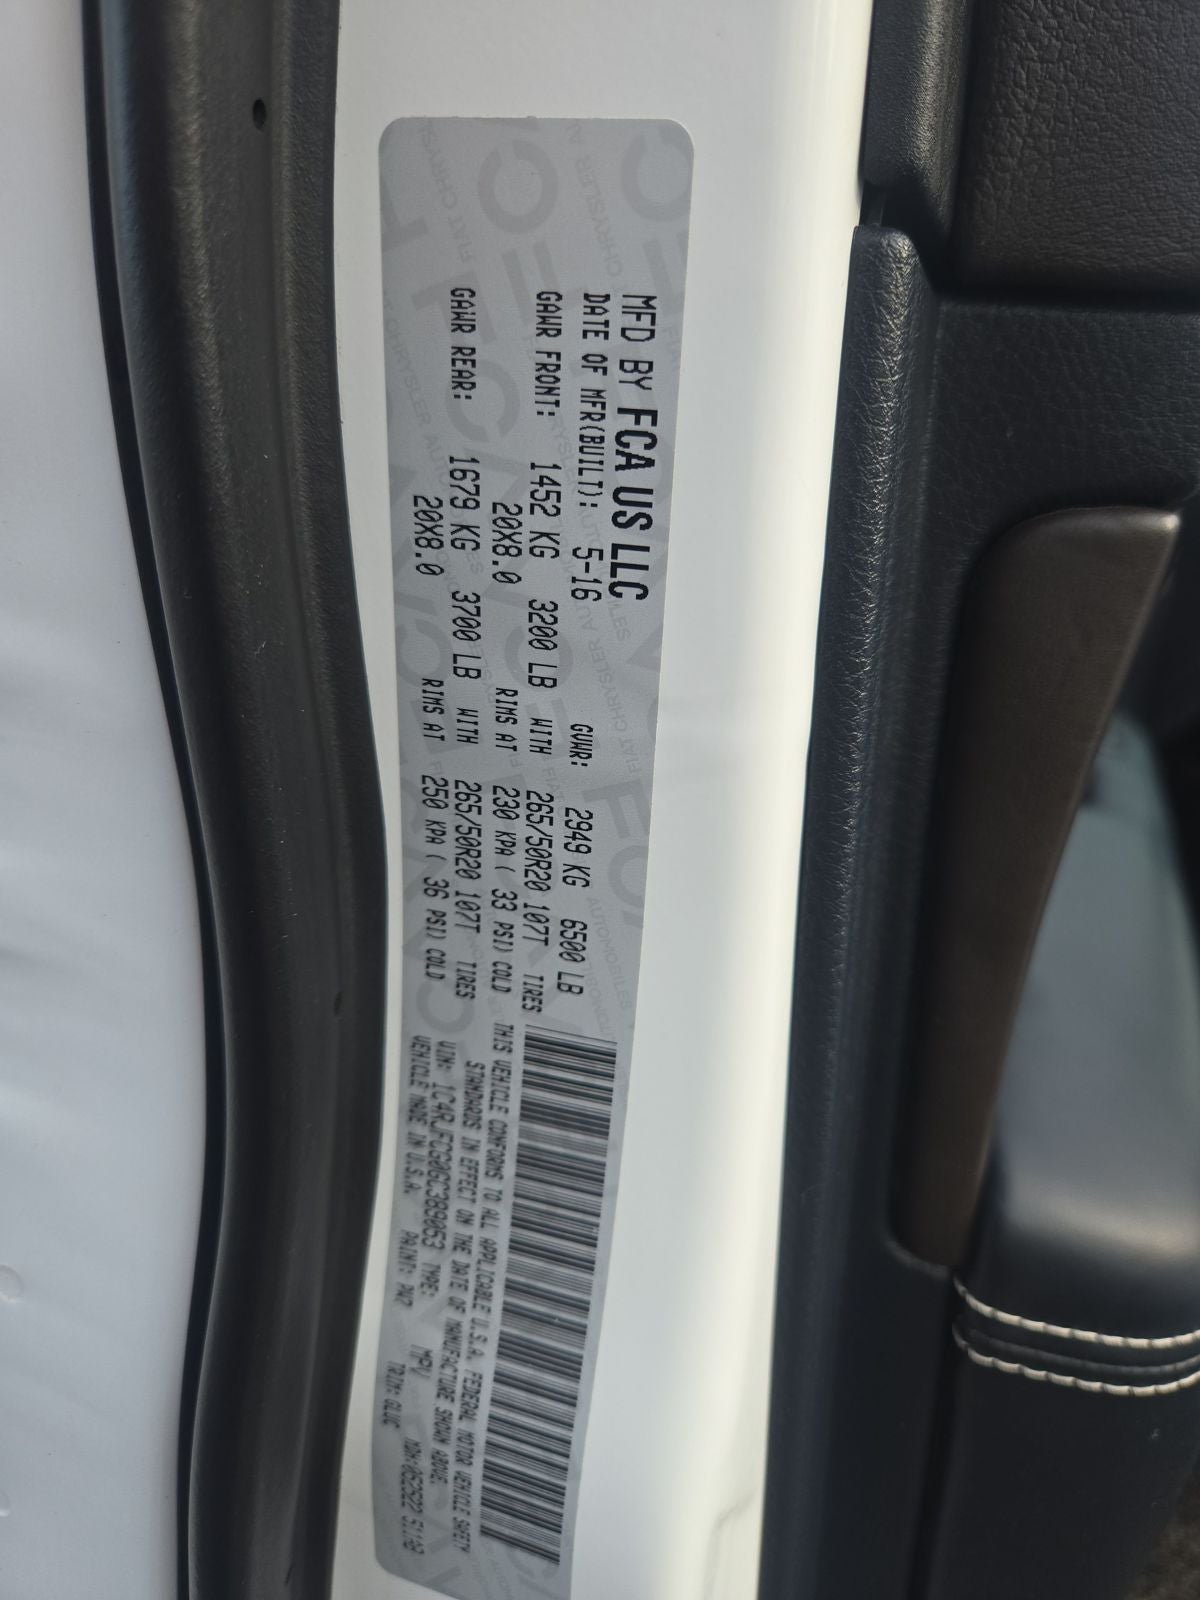 MFD BY FCA US LLC
DATE OF MFR(BUILT): 5-16 GVWR: 2949 KG 6500 LB
GAWR FRONT: 1452 KG 3200 LB WITH 265/50R20 107T TIRES
20X8.0 RIMS AT 230 KPA ( 33 PSI) COLD
GAWR REAR: 1679 KG 3700 LB WITH 265/50R20 107T TIRES
20X8.0 RIMS AT 250 KPA ( 36 PSI) COLD
THIS VEHICLE CONFORMS TO ALL APPLICABLE U.S.A. FEDERAL MOTOR VEHICLE SAFETY
STANDARDS IN EFFECT ON THE DATE OF MANUFACTURE SHOWN ABOVE.
VIN: 1C4RJFCG0GC389053 TYPE: MPV
VEHICLE MADE IN U.S.A. PAINT: PW7 TRIM: